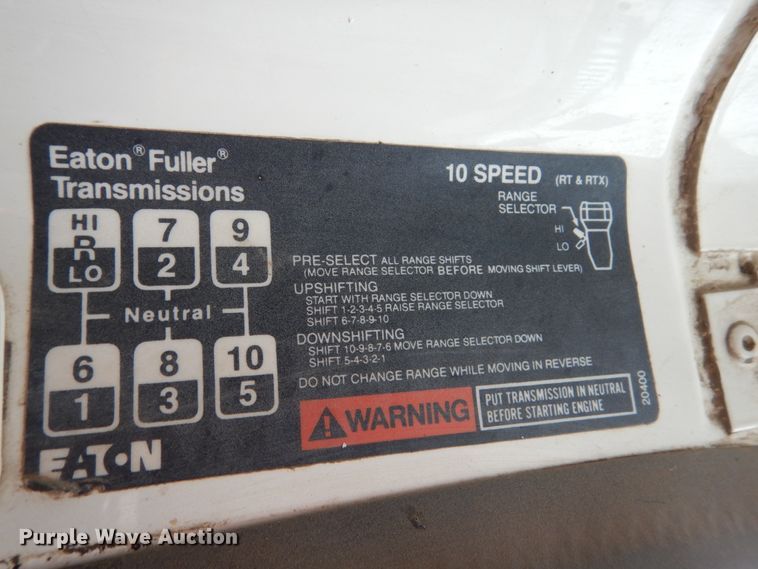 Eaton® Fuller®
Transmissions
10 SPEED (RT & RTX)
RANGE
SELECTOR
HI
LO
HI
R
LO
7
2
9
4
Neutral
6
1
8
3
10
5
PRE-SELECT ALL RANGE SHIFTS
(MOVE RANGE SELECTOR BEFORE MOVING SHIFT LEVER)
UPSHIFTING
START WITH RANGE SELECTOR DOWN
SHIFT 1-2-3-4-5 RAISE RANGE SELECTOR
SHIFT 6-7-8-9-10
DOWNSHIFTING
SHIFT 10-9-8-7-6 MOVE RANGE SELECTOR DOWN
SHIFT 5-4-3-2-1
DO NOT CHANGE RANGE WHILE MOVING IN REVERSE
WARNING
PUT TRANSMISSION IN NEUTRAL
BEFORE STARTING ENGINE
20400
EATON
Purple Wave Auction